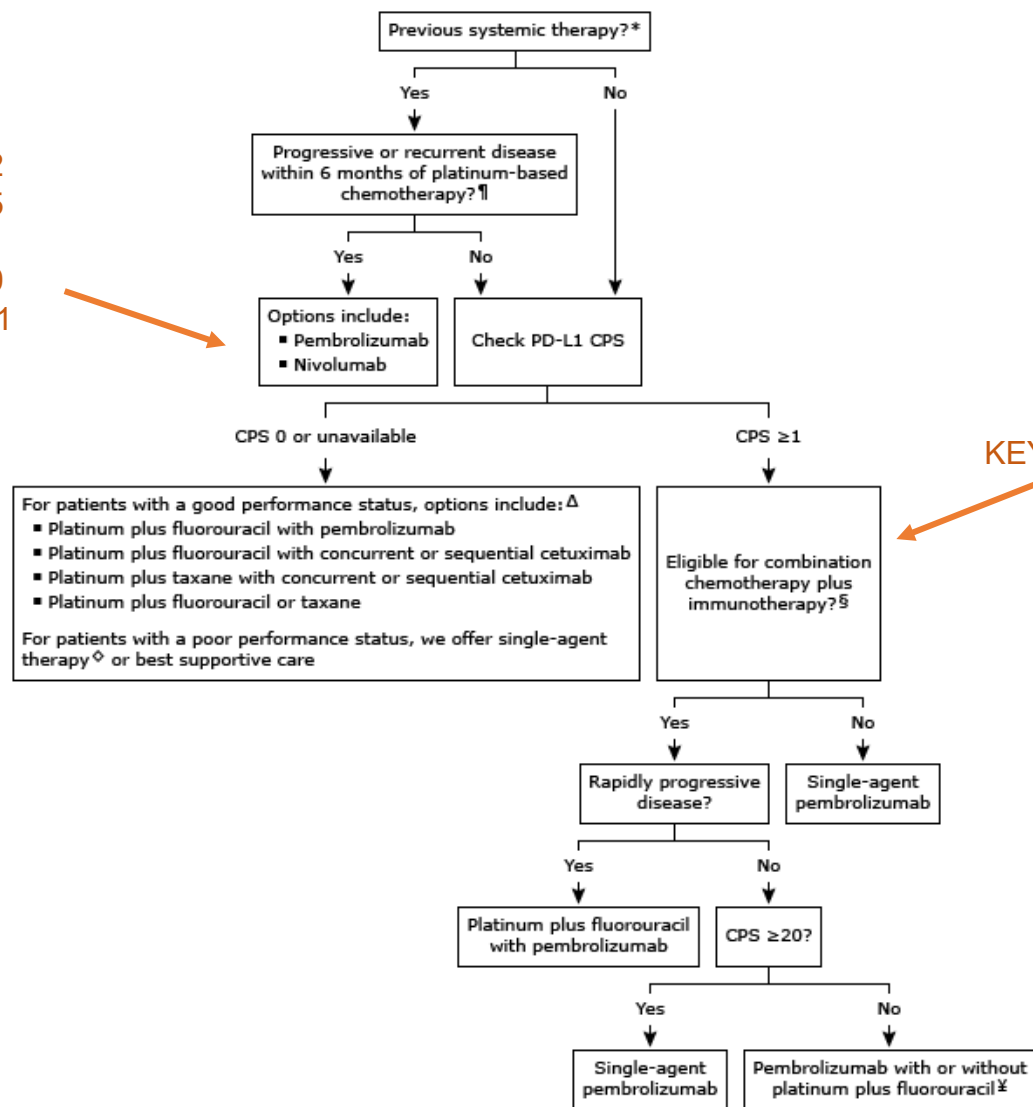 Previous systemic therapy?*
Yes
No
2
5
Progressive or recurrent disease
within 6 months of platinum-based
chemotherapy?¶
0
1
Yes
No
Options include:
▪ Pembrolizumab
▪ Nivolumab
Check PD-L1 CPS
CPS 0 or unavailable
CPS ≥1
KEY
For patients with a good performance status, options include:Δ
▪ Platinum plus fluorouracil with pembrolizumab
▪ Platinum plus fluorouracil with concurrent or sequential cetuximab
▪ Platinum plus taxane with concurrent or sequential cetuximab
▪ Platinum plus fluorouracil or taxane
For patients with a poor performance status, we offer single-agent
therapy◇ or best supportive care
Eligible for combination
chemotherapy plus
immunotherapy?§
Yes
No
Rapidly progressive
disease?
Single-agent
pembrolizumab
Yes
No
Platinum plus fluorouracil
with pembrolizumab
CPS ≥20?
Yes
No
Single-agent
pembrolizumab
Pembrolizumab with or without
platinum plus fluorouracil¥